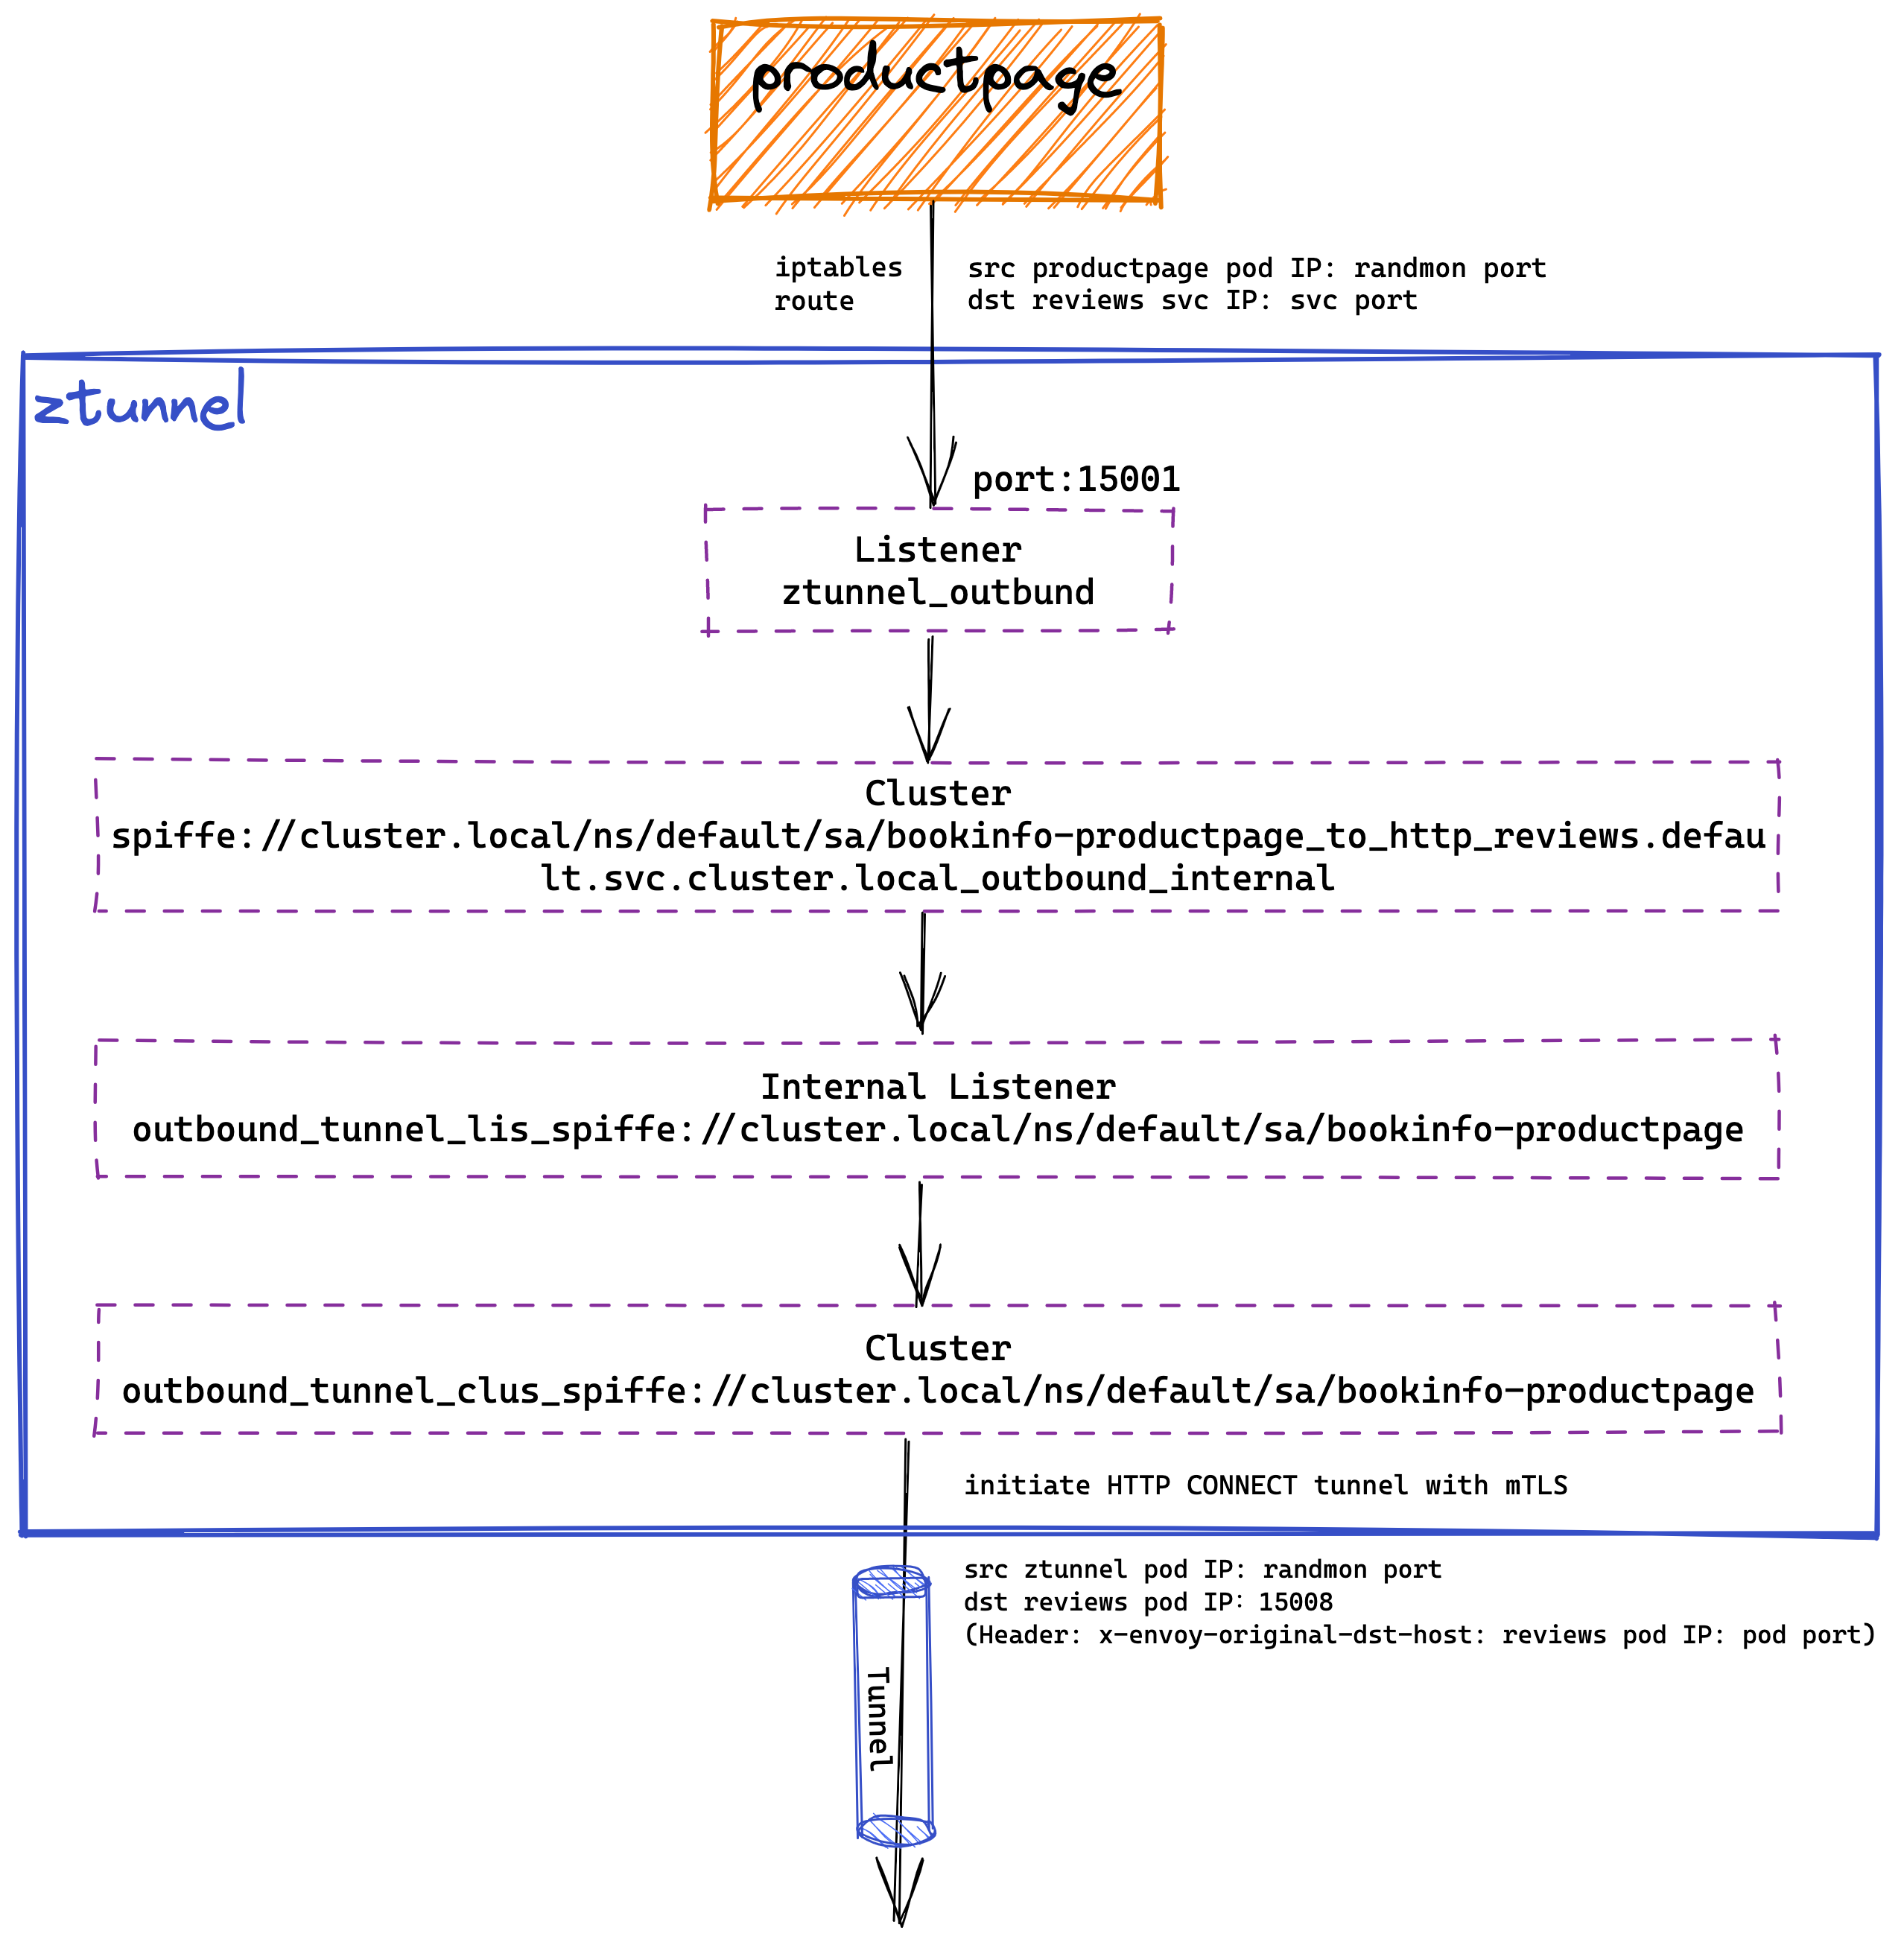 productpage
iptables
route
src productpage pod IP: randmon port
dst reviews svc IP: svc port
ztunnel
port:15001
Listener
ztunnel_outbund
Cluster
spiffe://cluster.local/ns/default/sa/bookinfo-productpage_to_http_reviews.defau
lt.svc.cluster.local_outbound_internal
Internal Listener
outbound_tunnel_lis_spiffe://cluster.local/ns/default/sa/bookinfo-productpage
Cluster
outbound_tunnel_clus_spiffe://cluster.local/ns/default/sa/bookinfo-productpage
initiate HTTP CONNECT tunnel with mTLS
src ztunnel pod IP: randmon port
dst reviews pod IP: 15008
(Header: x-envoy-original-dst-host: reviews pod IP: pod port)
Tunnel